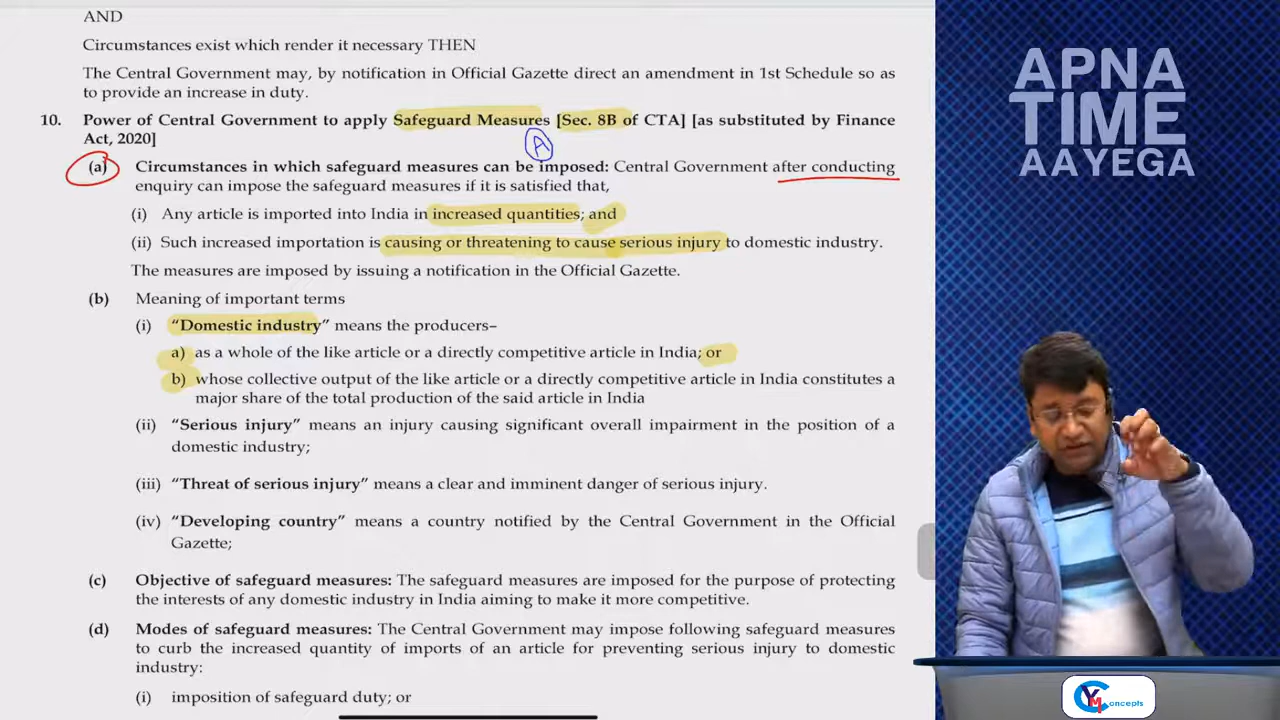 AND
Circumstances exist which render it necessary THEN
The Central Government may, by notification in Official Gazette direct an amendment in 1st Schedule so as
to provide an increase in duty.
10. Power of Central Government to apply Safeguard Measures [Sec. 8B of CTA] [as substituted by Finance
Act, 2020]
A
(a) Circumstances in which safeguard measures can be imposed: Central Government after conducting
enquiry can impose the safeguard measures if it is satisfied that,
(i) Any article is imported into India in increased quantities; and
(ii) Such increased importation is causing or threatening to cause serious injury to domestic industry.
The measures are imposed by issuing a notification in the Official Gazette.
(b) Meaning of important terms
(i) “Domestic industry” means the producers–
a) as a whole of the like article or a directly competitive article in India; or
b) whose collective output of the like article or a directly competitive article in India constitutes a
major share of the total production of the said article in India
(ii) “Serious injury” means an injury causing significant overall impairment in the position of a
domestic industry;
(iii) “Threat of serious injury” means a clear and imminent danger of serious injury.
(iv) “Developing country” means a country notified by the Central Government in the Official
Gazette;
(c) Objective of safeguard measures: The safeguard measures are imposed for the purpose of protecting
the interests of any domestic industry in India aiming to make it more competitive.
(d) Modes of safeguard measures: The Central Government may impose following safeguard measures
to curb the increased quantity of imports of an article for preventing serious injury to domestic
industry:
(i) imposition of safeguard duty; or
APNA
TIME
AAYEGA
YM Concepts